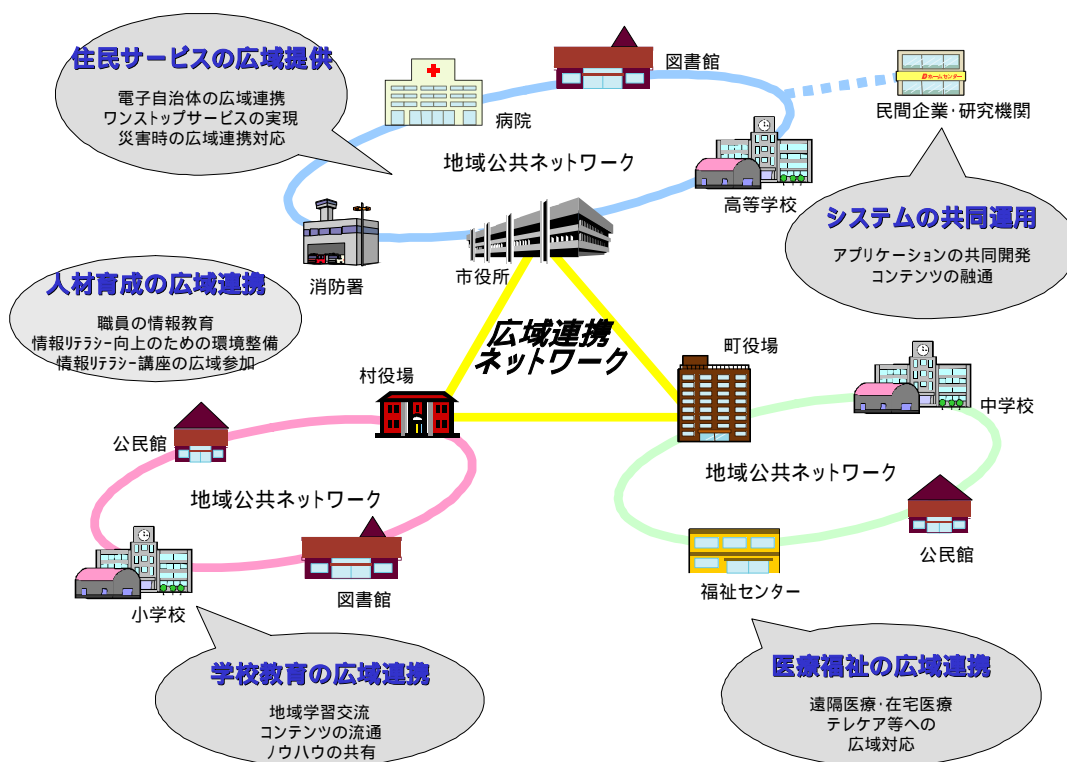 住民サービスの広域提供
電子自治体の広域連携
ワンストップサービスの実現
災害時の広域連携対応
図書館
病院
ホームセンター
民間企業・研究機関
地域公共ネットワーク
高等学校
システムの共同運用
アプリケーションの共同開発
コンテンツの融通
消防署
市役所
人材育成の広域連携
職員の情報教育
情報ﾘﾃﾗｼｰ向上のための環境整備
情報ﾘﾃﾗｼｰ講座の広域参加
広域連携
ネットワーク
村役場
町役場
中学校
公民館
地域公共ネットワーク
地域公共ネットワーク
公民館
小学校
図書館
福祉センター
学校教育の広域連携
地域学習交流
コンテンツの流通
ノウハウの共有
医療福祉の広域連携
遠隔医療・在宅医療
テレケア等への
広域対応